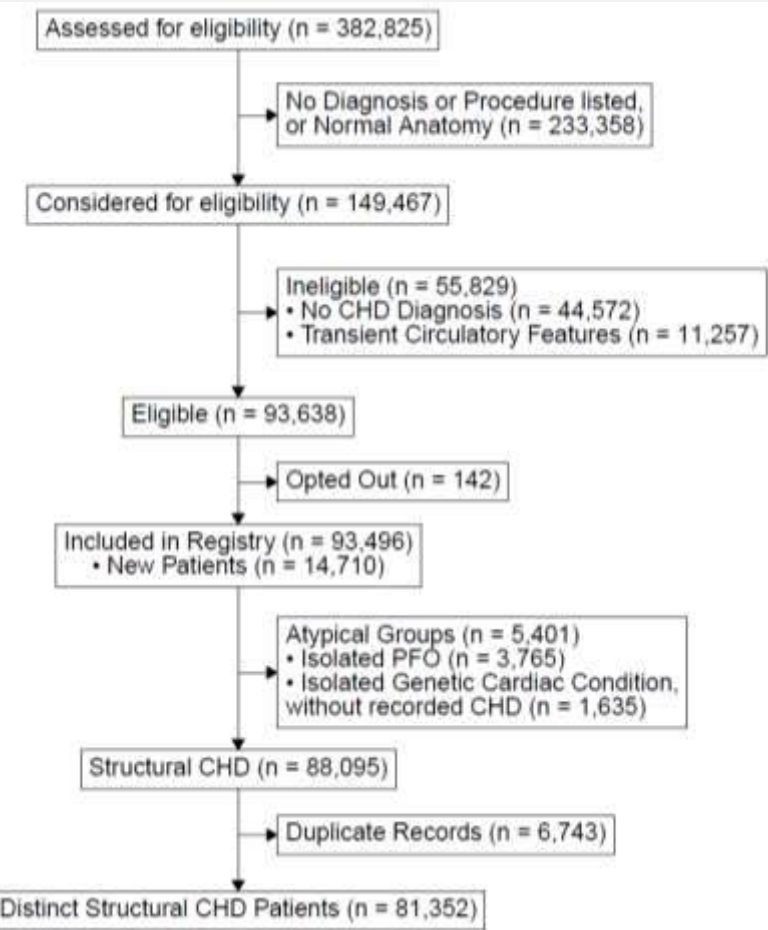 Assessed for eligibility (n = 382,825)
No Diagnosis or Procedure listed,
or Normal Anatomy (n = 233,358)
Considered for eligibility (n = 149,467)
Ineligible (n = 55,829)
• No CHD Diagnosis (n = 44,572)
• Transient Circulatory Features (n = 11,257)
Eligible (n = 93,638)
Opted Out (n = 142)
Included in Registry (n = 93,496)
• New Patients (n = 14,710)
Atypical Groups (n = 5,401)
• Isolated PFO (n = 3,765)
• Isolated Genetic Cardiac Condition,
without recorded CHD (n = 1,635)
Structural CHD (n = 88,095)
Duplicate Records (n = 6,743)
Distinct Structural CHD Patients (n = 81,352)